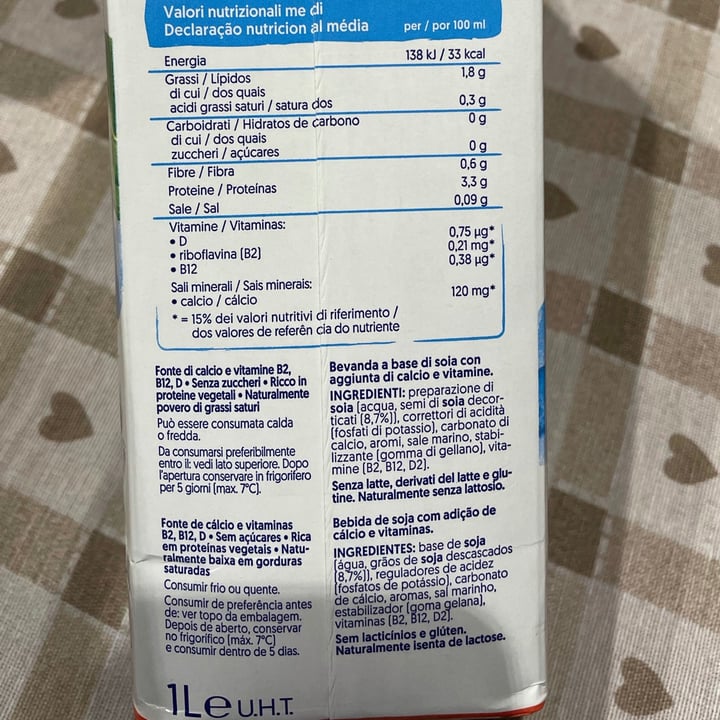 Valori nutrizionali medi
Declaração nutricional média per / por 100 ml
Energia 138 kJ / 33 kcal
Grassi / Lípidos 1,8 g
di cui / dos quais
acidi grassi saturi / saturados 0,3 g
Carboidrati / Hidratos de carbono 0 g
di cui / dos quais
zuccheri / açúcares 0 g
Fibre / Fibra 0,6 g
Proteine / Proteínas 3,3 g
Sale / Sal 0,09 g
Vitamine / Vitaminas:
• D 0,75 µg*
• riboflavina (B2) 0,21 mg*
• B12 0,38 µg*
Sali minerali / Sais minerais:
• calcio / cálcio 120 mg*
* = 15% dei valori nutritivi di riferimento /
dos valores de referência do nutriente
Fonte di calcio e vitamine B2,
B12, D • Senza zuccheri • Ricco in
proteine vegetali • Naturalmente
povero di grassi saturi
Può essere consumata calda
o fredda.
Da consumarsi preferibilmente
entro il: vedi lato superiore. Dopo
l'apertura conservare in frigorifero
per 5 giorni (max. 7°C).
Bevanda a base di soia con
aggiunta di calcio e vitamine.
INGREDIENTI: preparazione di
soia (acqua, semi di soia decor-
ticati (8,7%)), correttori di acidità
(fosfati di potassio), carbonato di
calcio, aromi, sale marino, stabi-
lizzante (gomma di gellano), vita-
mine (B2, B12, D2).
Senza latte, derivati del latte e glu-
tine. Naturalmente senza lattosio.
Fonte de cálcio e vitaminas
B2, B12, D • Sem açúcares • Rica
em proteínas vegetais • Natu-
ralmente baixa em gorduras
saturadas
Consumir frio ou quente.
Consumir de preferência antes
de: ver topo da embalagem.
Depois de aberto, conservar
no frigorífico (máx. 7°C)
e consumir dentro de 5 dias.
Bebida de soja com adição de
cálcio e vitaminas.
INGREDIENTES: base de soja
(água, grãos de soja descascados
(8,7%)), reguladores de acidez
(fosfatos de potássio), carbonato
de cálcio, aromas, sal marinho,
estabilizador (goma gelana),
vitaminas (B2, B12, D2).
Sem lacticínios e glúten.
Naturalmente isenta de lactose.
1L e U.H.T.